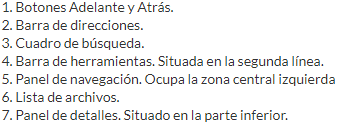 1. Botones Adelante y Atrás.
2. Barra de direcciones.
3. Cuadro de búsqueda.
4. Barra de herramientas. Situada en la segunda línea.
5. Panel de navegación. Ocupa la zona central izquierda
6. Lista de archivos.
7. Panel de detalles. Situado en la parte inferior.